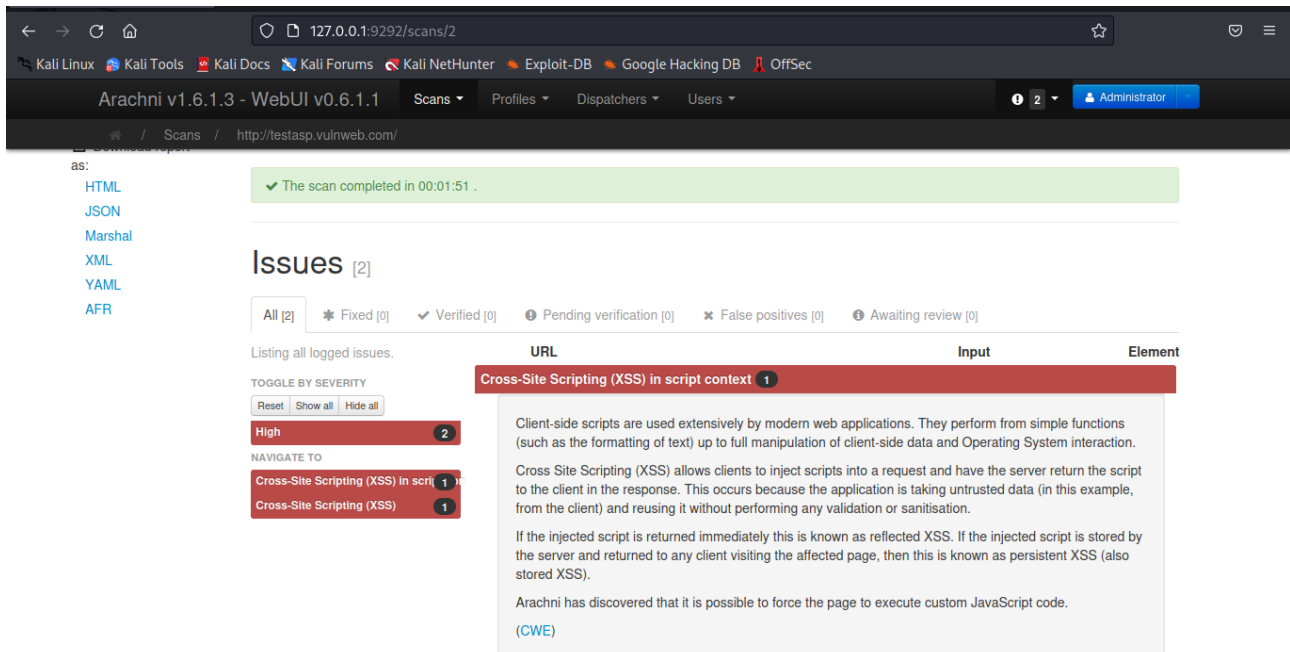 127.0.0.1:9292/scans/2
Kali Linux Kali Tools Kali Docs Kali Forums Kali NetHunter Exploit-DB Google Hacking DB OffSec
Arachni v1.6.1.3 - WebUI v0.6.1.1 Scans Profiles Dispatchers Users 2 Administrator
/ Scans / http://testasp.vulnweb.com/
Download report
as:
HTML
JSON
Marshal
XML
YAML
AFR
The scan completed in 00:01:51 .
Issues [2]
All [2] Fixed [0] Verified [0] Pending verification [0] False positives [0] Awaiting review [0]
Listing all logged issues.
TOGGLE BY SEVERITY
Reset Show all Hide all
High 2
NAVIGATE TO
Cross-Site Scripting (XSS) in 1
Cross-Site Scripting (XSS) 1
URL Input Element
Cross-Site Scripting (XSS) in script context 1
Client-side scripts are used extensively by modern web applications. They perform from simple functions
(such as the formatting of text) up to full manipulation of client-side data and Operating System interaction.
Cross Site Scripting (XSS) allows clients to inject scripts into a request and have the server return the script
to the client in the response. This occurs because the application is taking untrusted data (in this example,
from the client) and reusing it without performing any validation or sanitisation.
If the injected script is returned immediately this is known as reflected XSS. If the injected script is stored by
the server and returned to any client visiting the affected page, then this is known as persistent XSS (also
stored XSS).
Arachni has discovered that it is possible to force the page to execute custom JavaScript code.
(CWE)